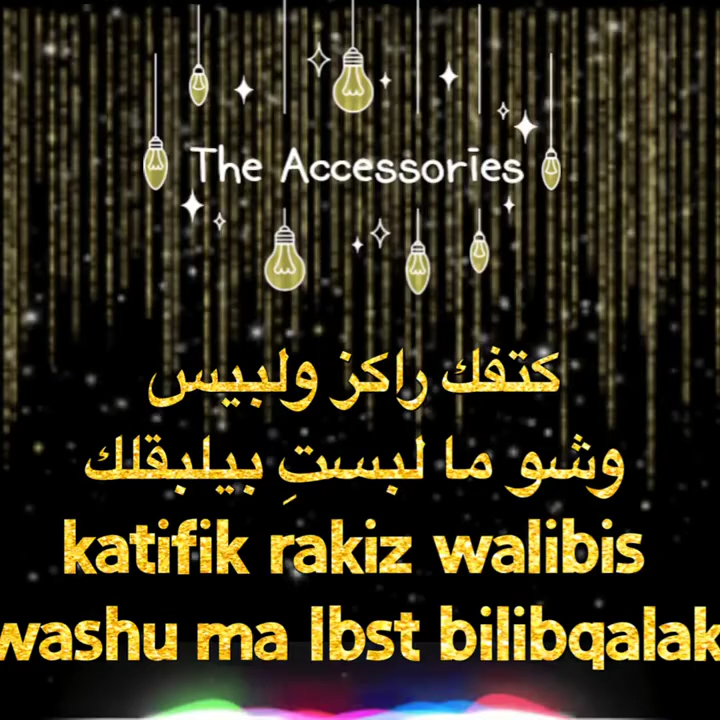 The Accessories
كتفك راكز ولبيس
وشو ما لبستِ بيلبقلك
katifik rakiz walibis
washu ma lbst bilibqalak